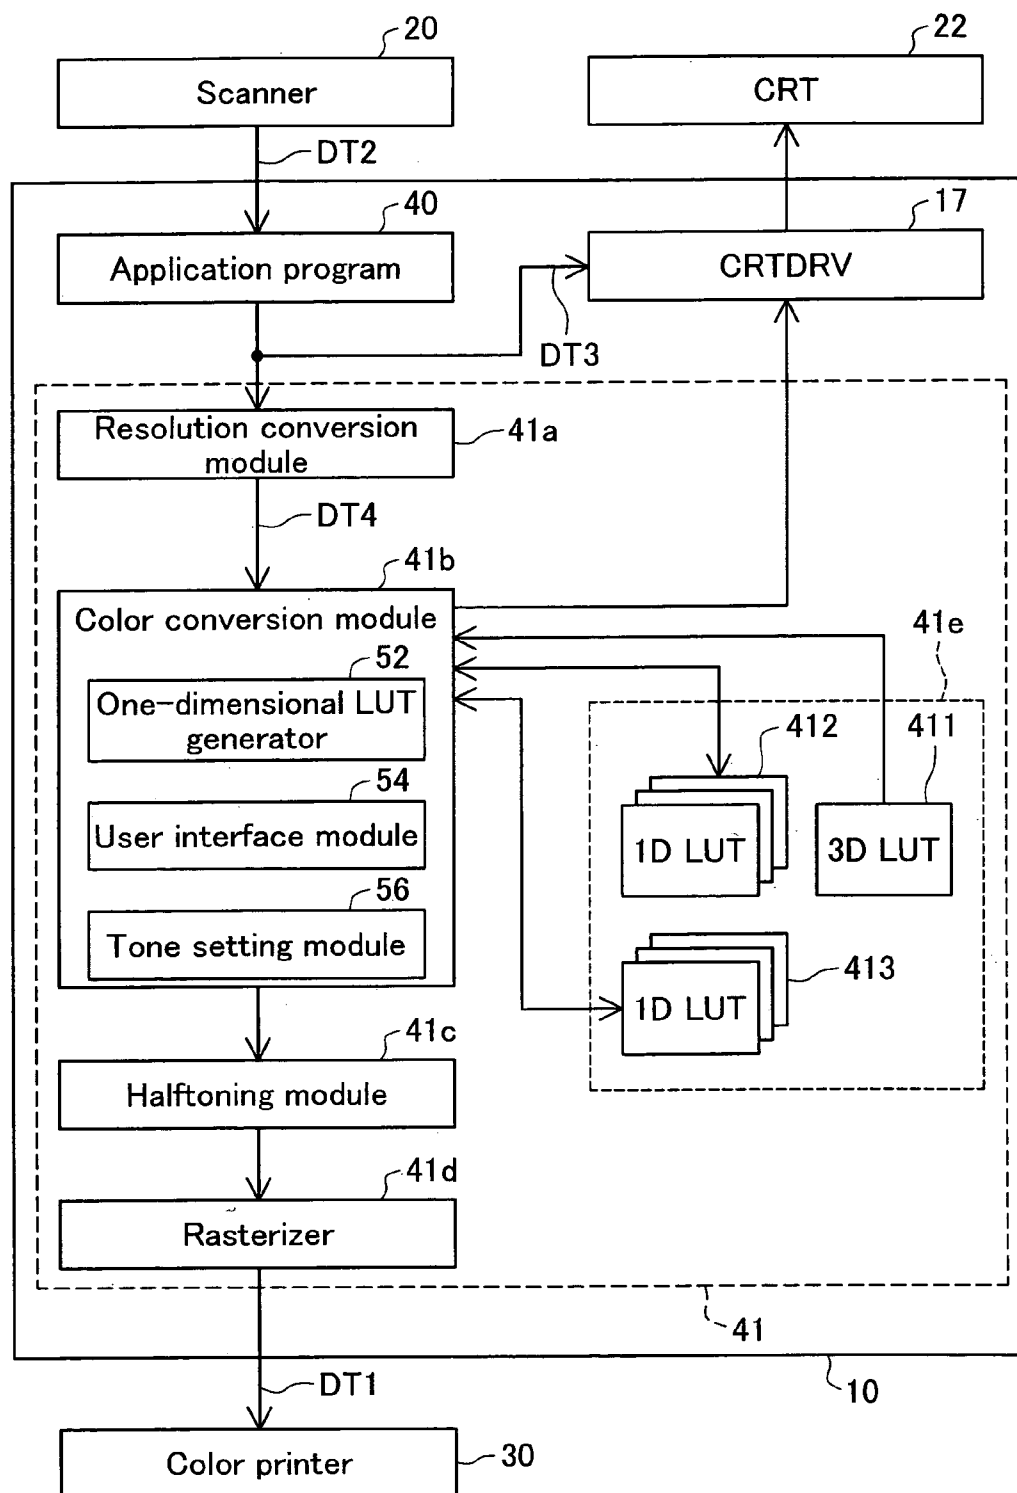 20
22
Scanner
CRT
DT2
40
17
Application program
CRTDRV
DT3
Resolution conversion
module
41a
DT4
41b
Color conversion module
41e
52
One-dimensional LUT
generator
412
411
54
User interface module
1D LUT
3D LUT
56
Tone setting module
413
1D LUT
41c
Halftoning module
41d
Rasterizer
41
10
DT1
Color printer
30